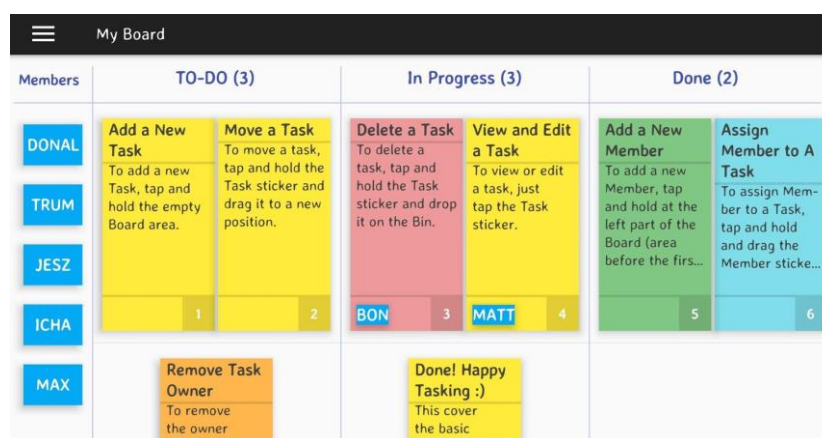 My Board
Members
TO-DO (3)
In Progress (3)
Done (2)
DONAL
TRUM
JESZ
ICHA
MAX
Add a New
Task
To add a new
Task, tap and
hold the empty
Board area.
1
Move a Task
To move a task,
tap and hold the
Task sticker and
drag it to a new
position.
2
Delete a Task
To delete a
task, tap and
hold the Task
sticker and drop
it on the Bin.
BON
3
View and Edit
a Task
To view or edit
a task, just
tap the Task
sticker.
MATT
4
Add a New
Member
To add a new
Member, tap
and hold at the
left part of the
Board (area
before the firs...
5
Assign
Member to A
Task
To assign Mem-
ber to a Task,
tap and hold
and drag the
Member sticke...
6
Remove Task
Owner
To remove
the owner
Done! Happy
Tasking :)
This cover
the basic